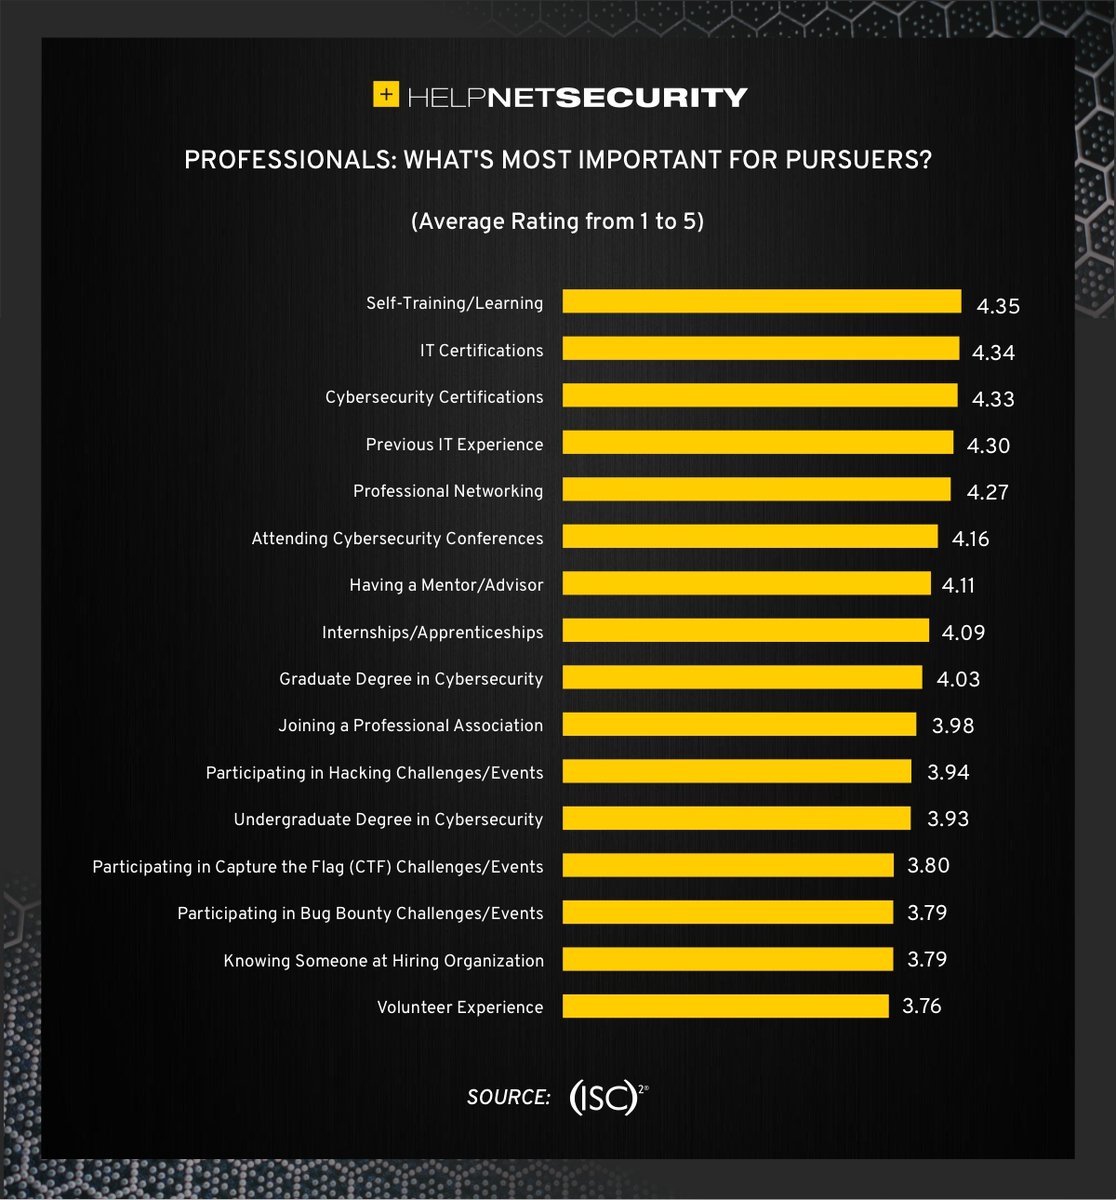 + HELPNETSECURITY
PROFESSIONALS: WHAT'S MOST IMPORTANT FOR PURSUERS?
(Average Rating from 1 to 5)
Self-Training/Learning 4.35
IT Certifications 4.34
Cybersecurity Certifications 4.33
Previous IT Experience 4.30
Professional Networking 4.27
Attending Cybersecurity Conferences 4.16
Having a Mentor/Advisor 4.11
Internships/Apprenticeships 4.09
Graduate Degree in Cybersecurity 4.03
Joining a Professional Association 3.98
Participating in Hacking Challenges/Events 3.94
Undergraduate Degree in Cybersecurity 3.93
Participating in Capture the Flag (CTF) Challenges/Events 3.80
Participating in Bug Bounty Challenges/Events 3.79
Knowing Someone at Hiring Organization 3.79
Volunteer Experience 3.76
SOURCE: (ISC)2®